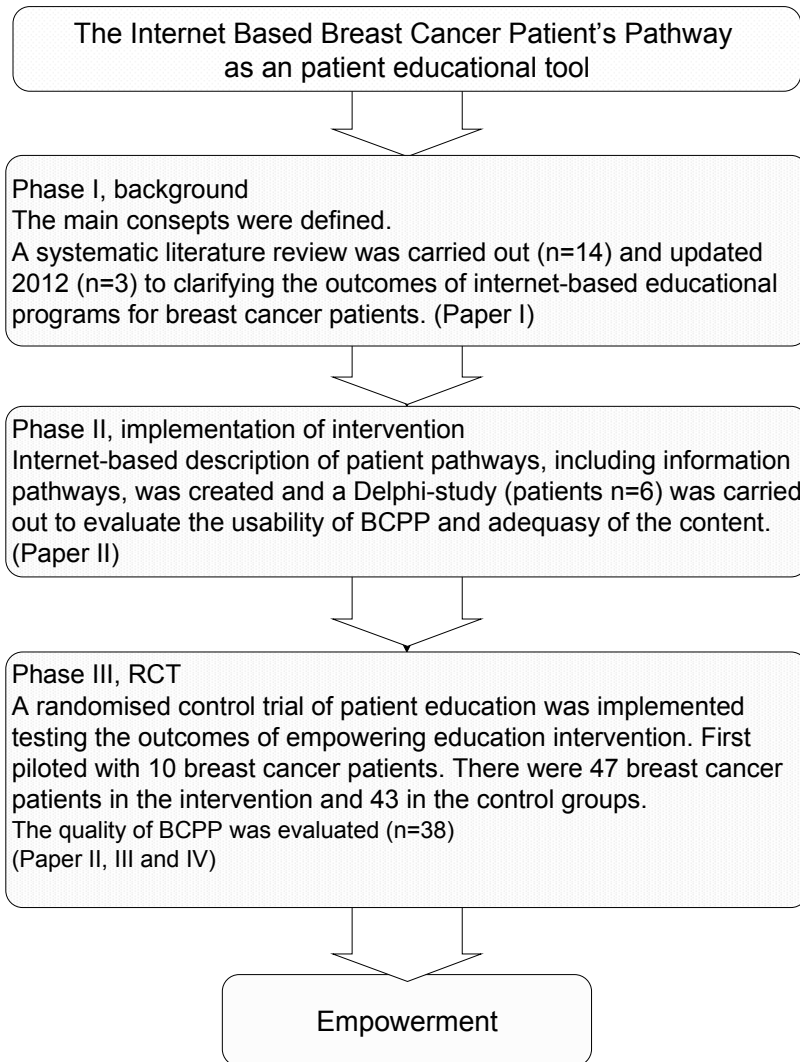 The Internet Based Breast Cancer Patient's Pathway
as an patient educational tool
Phase I, background
The main consepts were defined.
A systematic literature review was carried out (n=14) and updated
2012 (n=3) to clarifying the outcomes of internet-based educational
programs for breast cancer patients. (Paper I)
Phase II, implementation of intervention
Internet-based description of patient pathways, including information
pathways, was created and a Delphi-study (patients n=6) was carried
out to evaluate the usability of BCPP and adequasy of the content.
(Paper II)
Phase III, RCT
A randomised control trial of patient education was implemented
testing the outcomes of empowering education intervention. First
piloted with 10 breast cancer patients. There were 47 breast cancer
patients in the intervention and 43 in the control groups.
The quality of BCPP was evaluated (n=38)
(Paper II, III and IV)
Empowerment